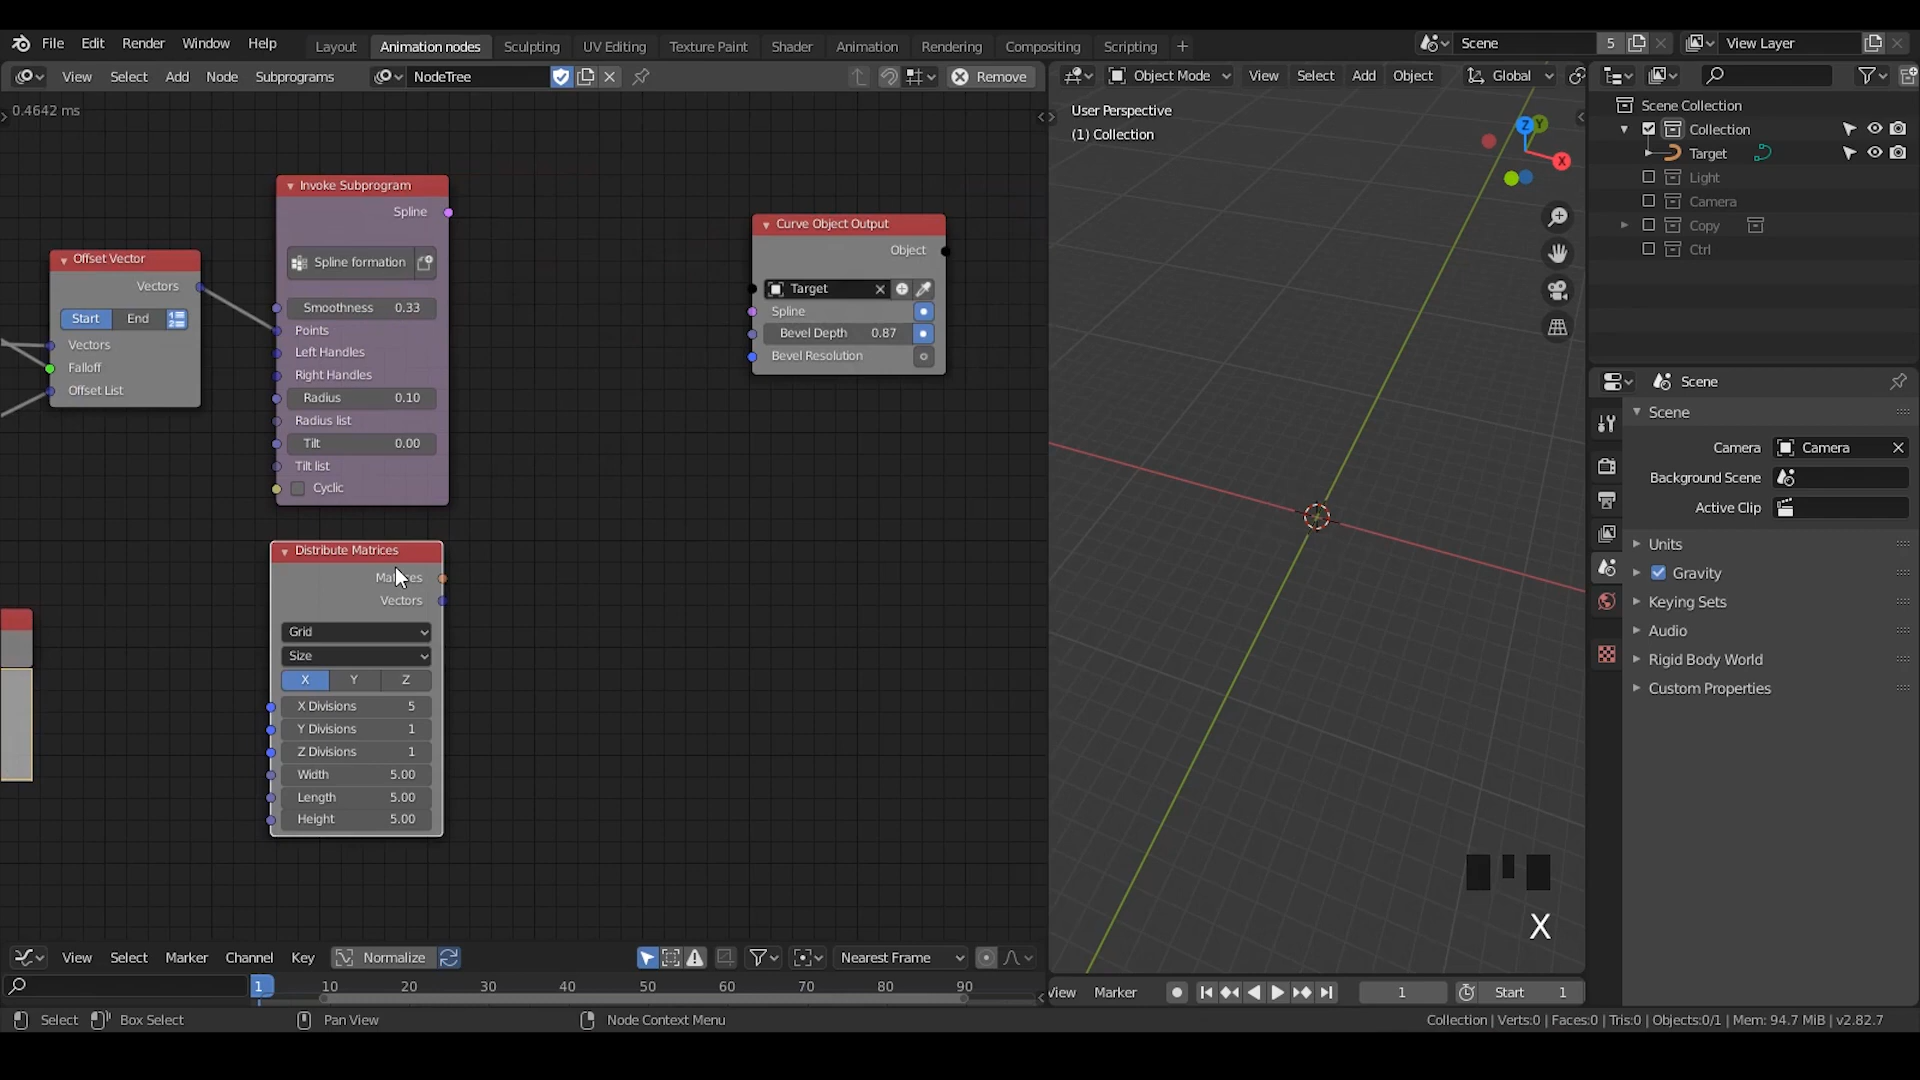 File Edit Render Window Help Layout Animation nodes Sculpting UV Editing Texture Paint Shader Animation Rendering Compositing Scripting + Scene 5 View Layer
View Select Add Node Subprograms NodeTree Remove Object Mode View Select Add Object Global
0.4642 ms
User Perspective
(1) Collection
Z Y
X
Scene Collection
Collection
Target
Light
Camera
Copy
Ctrl
Invoke Subprogram
Spline
Spline formation
Smoothness 0.33
Points
Left Handles
Right Handles
Radius 0.10
Radius list
Tilt 0.00
Tilt list
Cyclic
Offset Vector
Vectors
Start End
Vectors
Falloff
Offset List
Curve Object Output
Object
Target
Spline
Bevel Depth 0.87
Bevel Resolution
Distribute Matrices
Vectors
Grid
Size
X Y Z
X Divisions 5
Y Divisions 1
Z Divisions 1
Width 5.00
Length 5.00
Height 5.00
Scene
Scene
Camera Camera
Background Scene
Active Clip
Units
Gravity
Keying Sets
Audio
Rigid Body World
Custom Properties
X
View Select Marker Channel Key Normalize Nearest Frame
1 10 20 30 40 50 60 70 80 90
View Marker 1 Start 1
Select Box Select Pan View Node Context Menu Collection | Verts:0 | Faces:0 | Tris:0 | Objects:0/1 | Mem: 94.7 MiB | v2.82.7